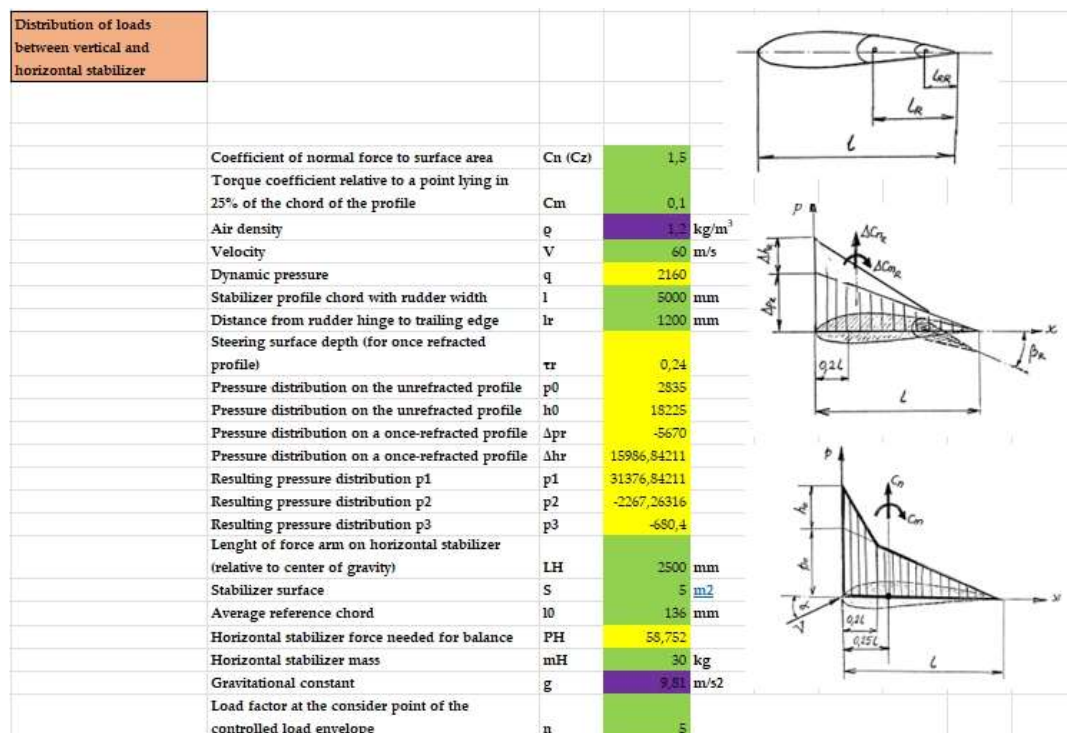 Distribution of loads
between vertical and
horizontal stabilizer
Coefficient of normal force to surface area Cn (Cz) 1,5
Torque coefficient relative to a point lying in
25% of the chord of the profile Cm 0,1
Air density ϱ 1,2 kg/m³
Velocity V 60 m/s
Dynamic pressure q 2160
Stabilizer profile chord with rudder width l 5000 mm
Distance from rudder hinge to trailing edge lr 1200 mm
Steering surface depth (for once refracted
profile) τr 0,24
Pressure distribution on the unrefracted profile p0 2835
Pressure distribution on the unrefracted profile h0 18225
Pressure distribution on a once-refracted profile Δpr -5670
Pressure distribution on a once-refracted profile Δhr 15986,84211
Resulting pressure distribution p1 p1 31376,84211
Resulting pressure distribution p2 p2 -2267,26316
Resulting pressure distribution p3 p3 -680,4
Lenght of force arm on horizontal stabilizer
(relative to center of gravity) LH 2500 mm
Stabilizer surface S 5 m2
Average reference chord l0 136 mm
Horizontal stabilizer force needed for balance PH 58,752
Horizontal stabilizer mass mH 30 kg
Gravitational constant g 9,81 m/s2
Load factor at the consider point of the
controlled load envelope n 5
lRR
lR
l
p
ΔCnR
ΔCmR
ΔhR
ΔpR
x
βR
0,2l
l
p
Cn
Cm
h0
p0
x
α
0,2l
0,25l
l